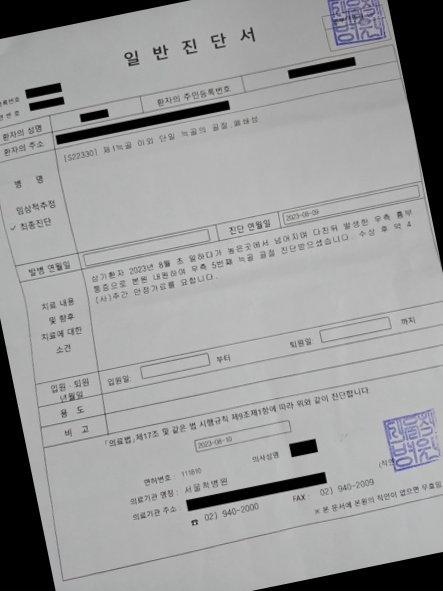 일 반 진 단 서
등록번호
번 호
환자의 성명
환자의 주민등록번호
환자의 주소
병 명
[S22330] 제1늑골 이외 단일 늑골의 골절,폐쇄성
임상적추정
✓ 최종진단
발병 연월일
진단 연월일
2023-08-09
치료 내용
및 향후
치료에 대한
소견
상기환자 2023년 8월 초 일하다가 높은곳에서 넘어지며 다친뒤 발생한 우측 흉부
통증으로 본원 내원하여 우측 5번째 늑골 골절 진단받으셨습니다. 수상 후 약 4
(사)주간 안정가료를 요합니다..
입원 · 퇴원
년월일
입원일:
부터
퇴원일:
까지
용 도
비 고
「의료법」제17조 및 같은 법 시행규칙 제9조제1항에 따라 위와 같이 진단합니다.
2023-08-10
면허번호 : 111810
의사성명
(직인
의료기관 명칭 : 서울척병원
의료기관 주소 :
☎ 02) 940-2000
FAX : 02) 940-2009
※ 본 문서에 본원의 직인이 없으면 무효임